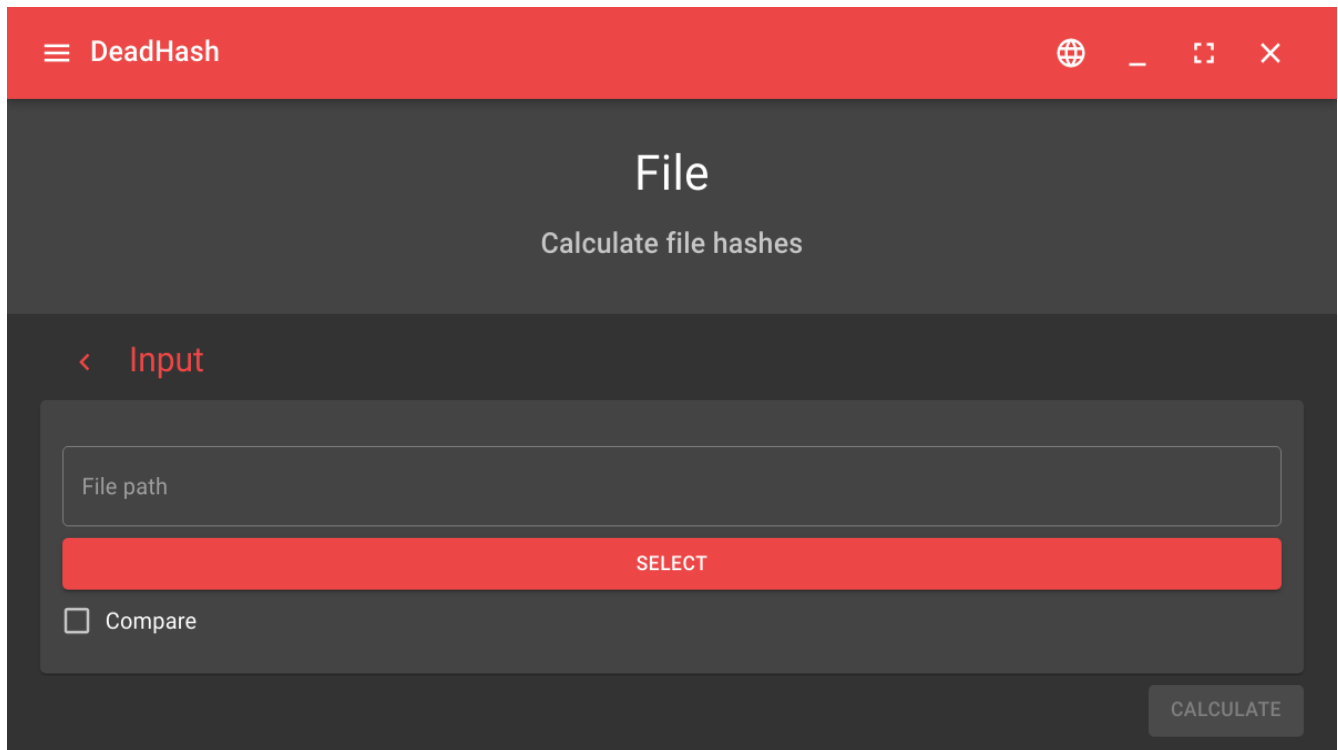 DeadHash
File
Calculate file hashes
Input
File path
SELECT
Compare
CALCULATE